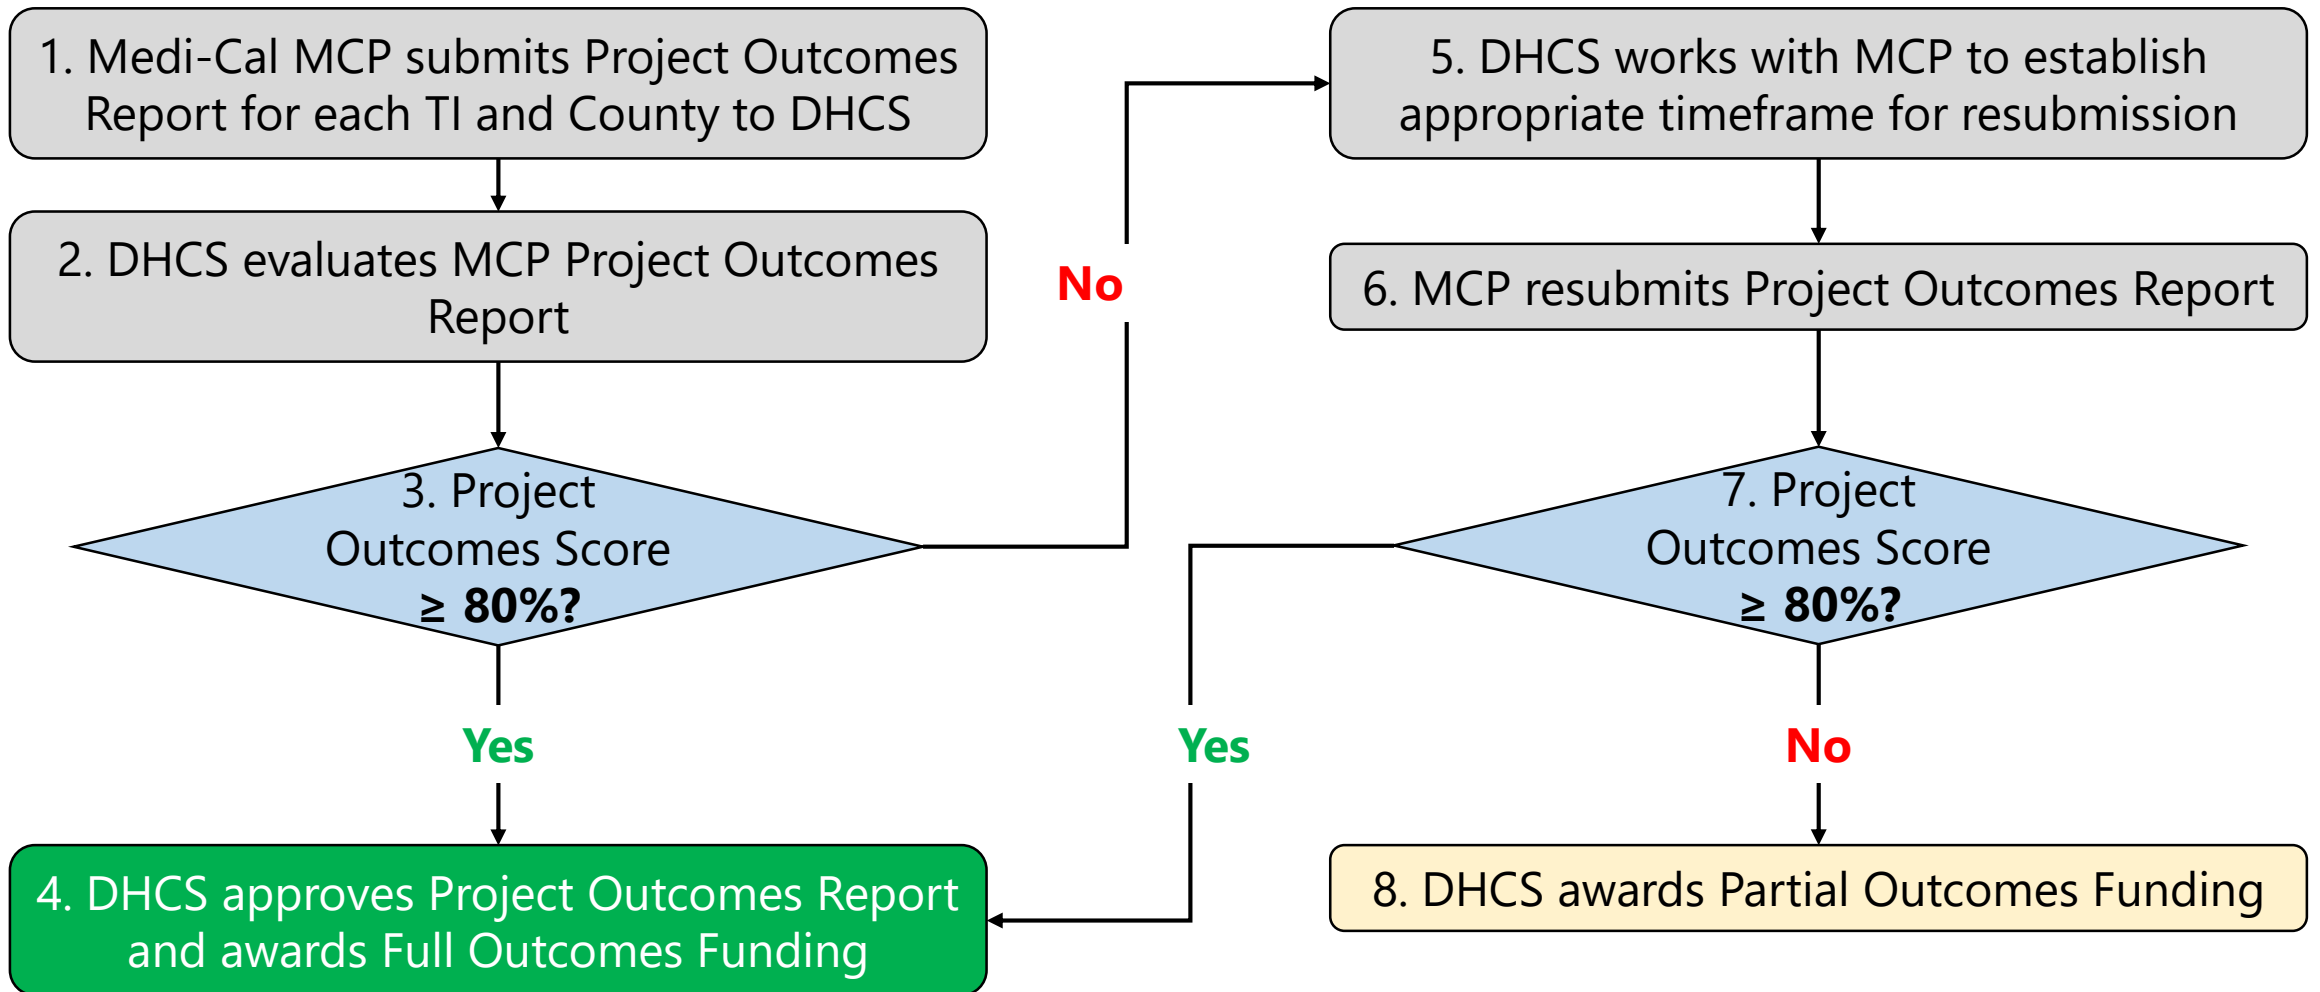 1. Medi-Cal MCP submits Project Outcomes
Report for each TI and County to DHCS
2. DHCS evaluates MCP Project Outcomes
Report
3. Project
Outcomes Score
≥ 80%?
Yes
4. DHCS approves Project Outcomes Report
and awards Full Outcomes Funding
No
5. DHCS works with MCP to establish
appropriate timeframe for resubmission
6. MCP resubmits Project Outcomes Report
7. Project
Outcomes Score
≥ 80%?
Yes
No
8. DHCS awards Partial Outcomes Funding